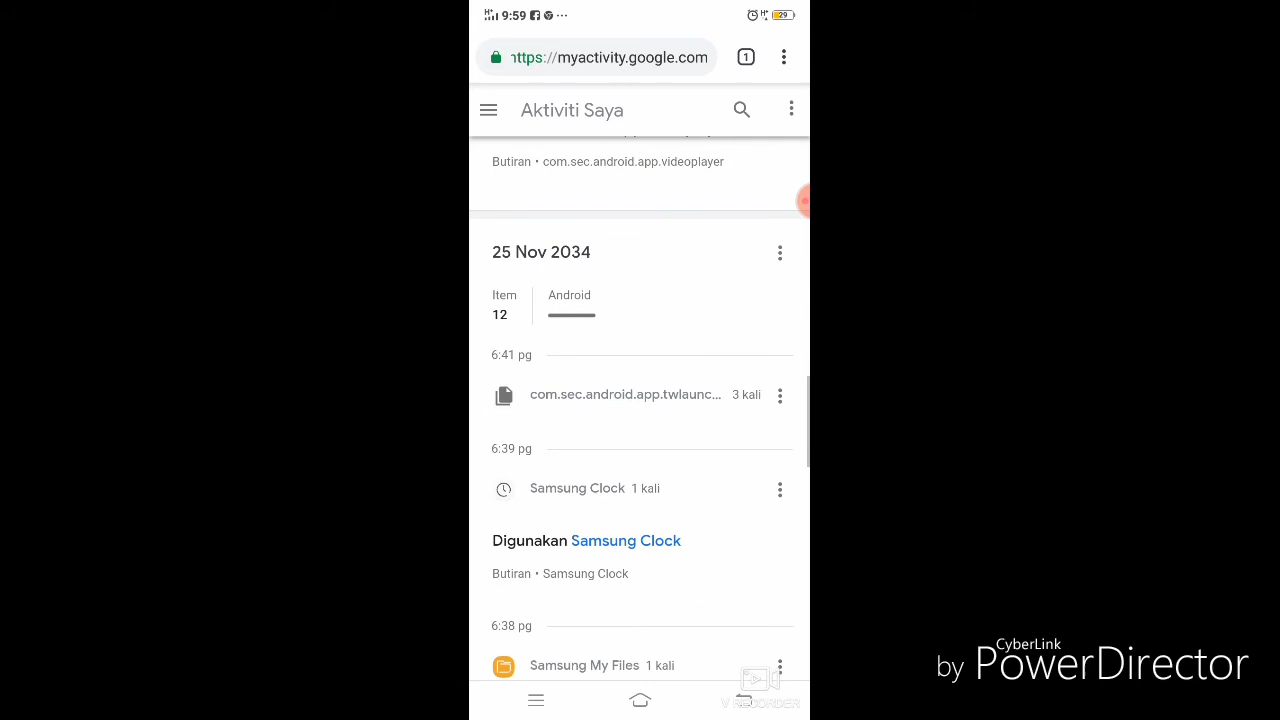 9:59
29
https://myactivity.google.com
1
Aktiviti Saya
Butiran • com.sec.android.app.videoplayer
25 Nov 2034
Item Android
12
6:41 pg
com.sec.android.app.twlaunc... 3 kali
6:39 pg
Samsung Clock 1 kali
Digunakan Samsung Clock
Butiran • Samsung Clock
6:38 pg
Samsung My Files 1 kali
V RECORDER
CyberLink
by PowerDirector